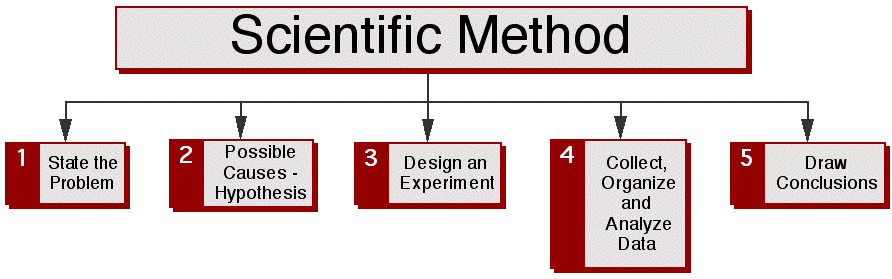 Scientific Method
1
State the
Problem
2
Possible
Causes -
Hypothesis
3
Design an
Experiment
4
Collect,
Organize
and
Analyze
Data
5
Draw
Conclusions